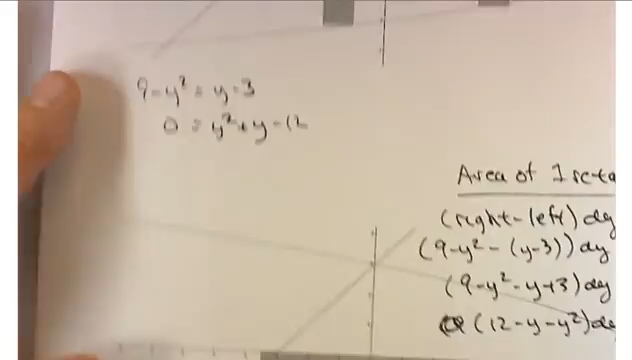 9 - y² = y - 3
0 = y² + y - 12
Area of 1 recta
(right - left) dy
(9 - y² - (y - 3)) dy
(9 - y² - y + 3) dy
(12 - y - y²) dy